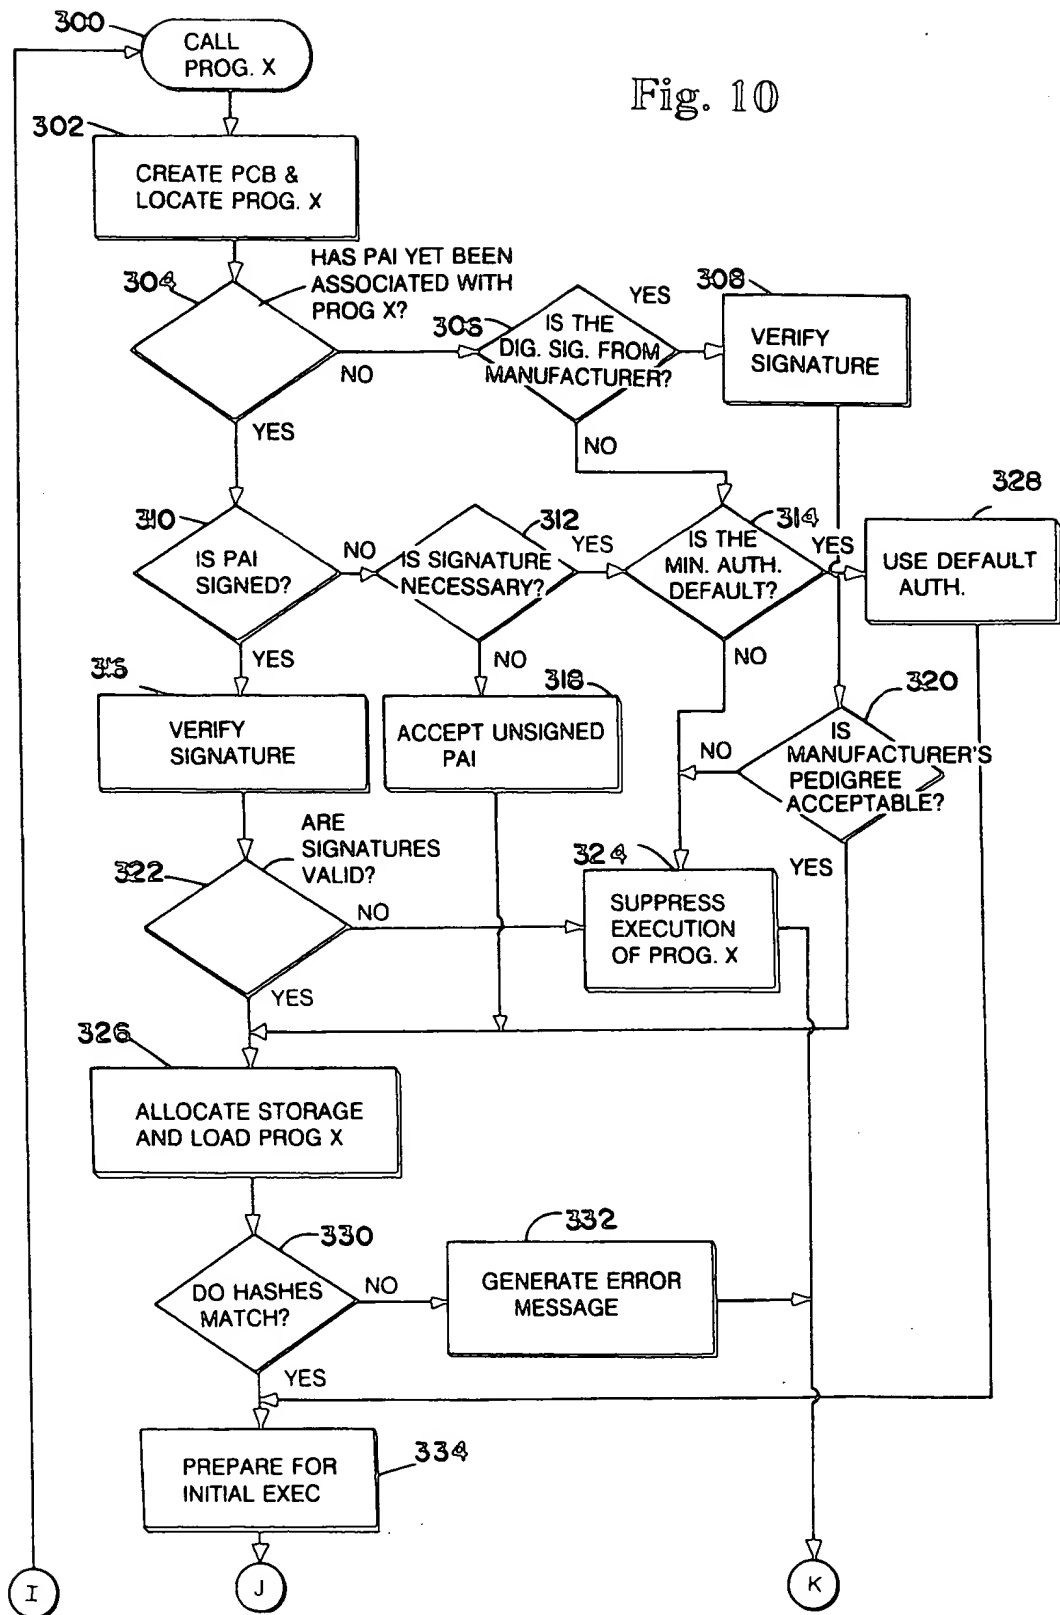 300
CALL
PROG. X
Fig. 10
302
CREATE PCB &
LOCATE PROG. X
304
HAS PAI YET BEEN
ASSOCIATED WITH
PROG X?
NO
YES
306
IS THE
DIG. SIG. FROM
MANUFACTURER?
YES
NO
308
VERIFY
SIGNATURE
310
IS PAI
SIGNED?
NO
YES
312
IS SIGNATURE
NECESSARY?
YES
NO
314
IS THE
MIN. AUTH.
DEFAULT?
YES
NO
328
USE DEFAULT
AUTH.
316
VERIFY
SIGNATURE
318
ACCEPT UNSIGNED
PAI
320
IS
MANUFACTURER'S
PEDIGREE
ACCEPTABLE?
NO
YES
322
ARE
SIGNATURES
VALID?
NO
YES
324
SUPPRESS
EXECUTION
OF PROG. X
326
ALLOCATE STORAGE
AND LOAD PROG X
330
DO HASHES
MATCH?
NO
YES
332
GENERATE ERROR
MESSAGE
334
PREPARE FOR
INITIAL EXEC
I
J
K